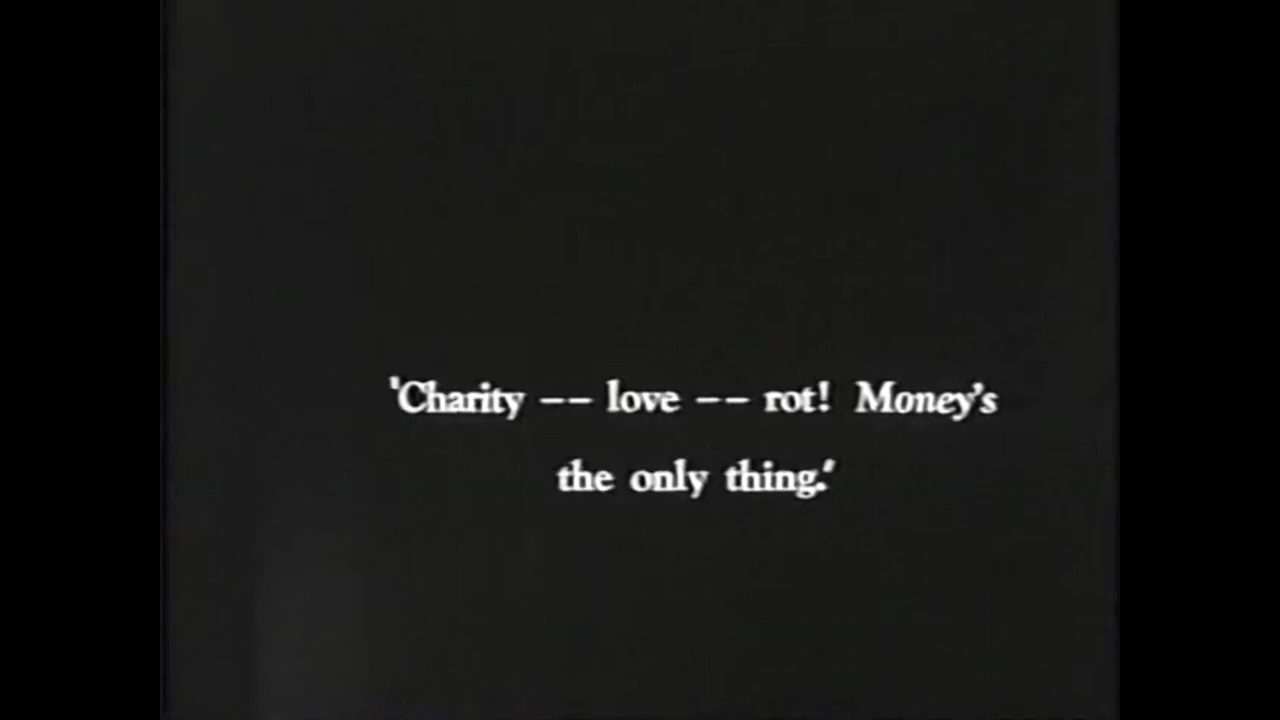 'Charity -- love -- rot! Money's
the only thing.'